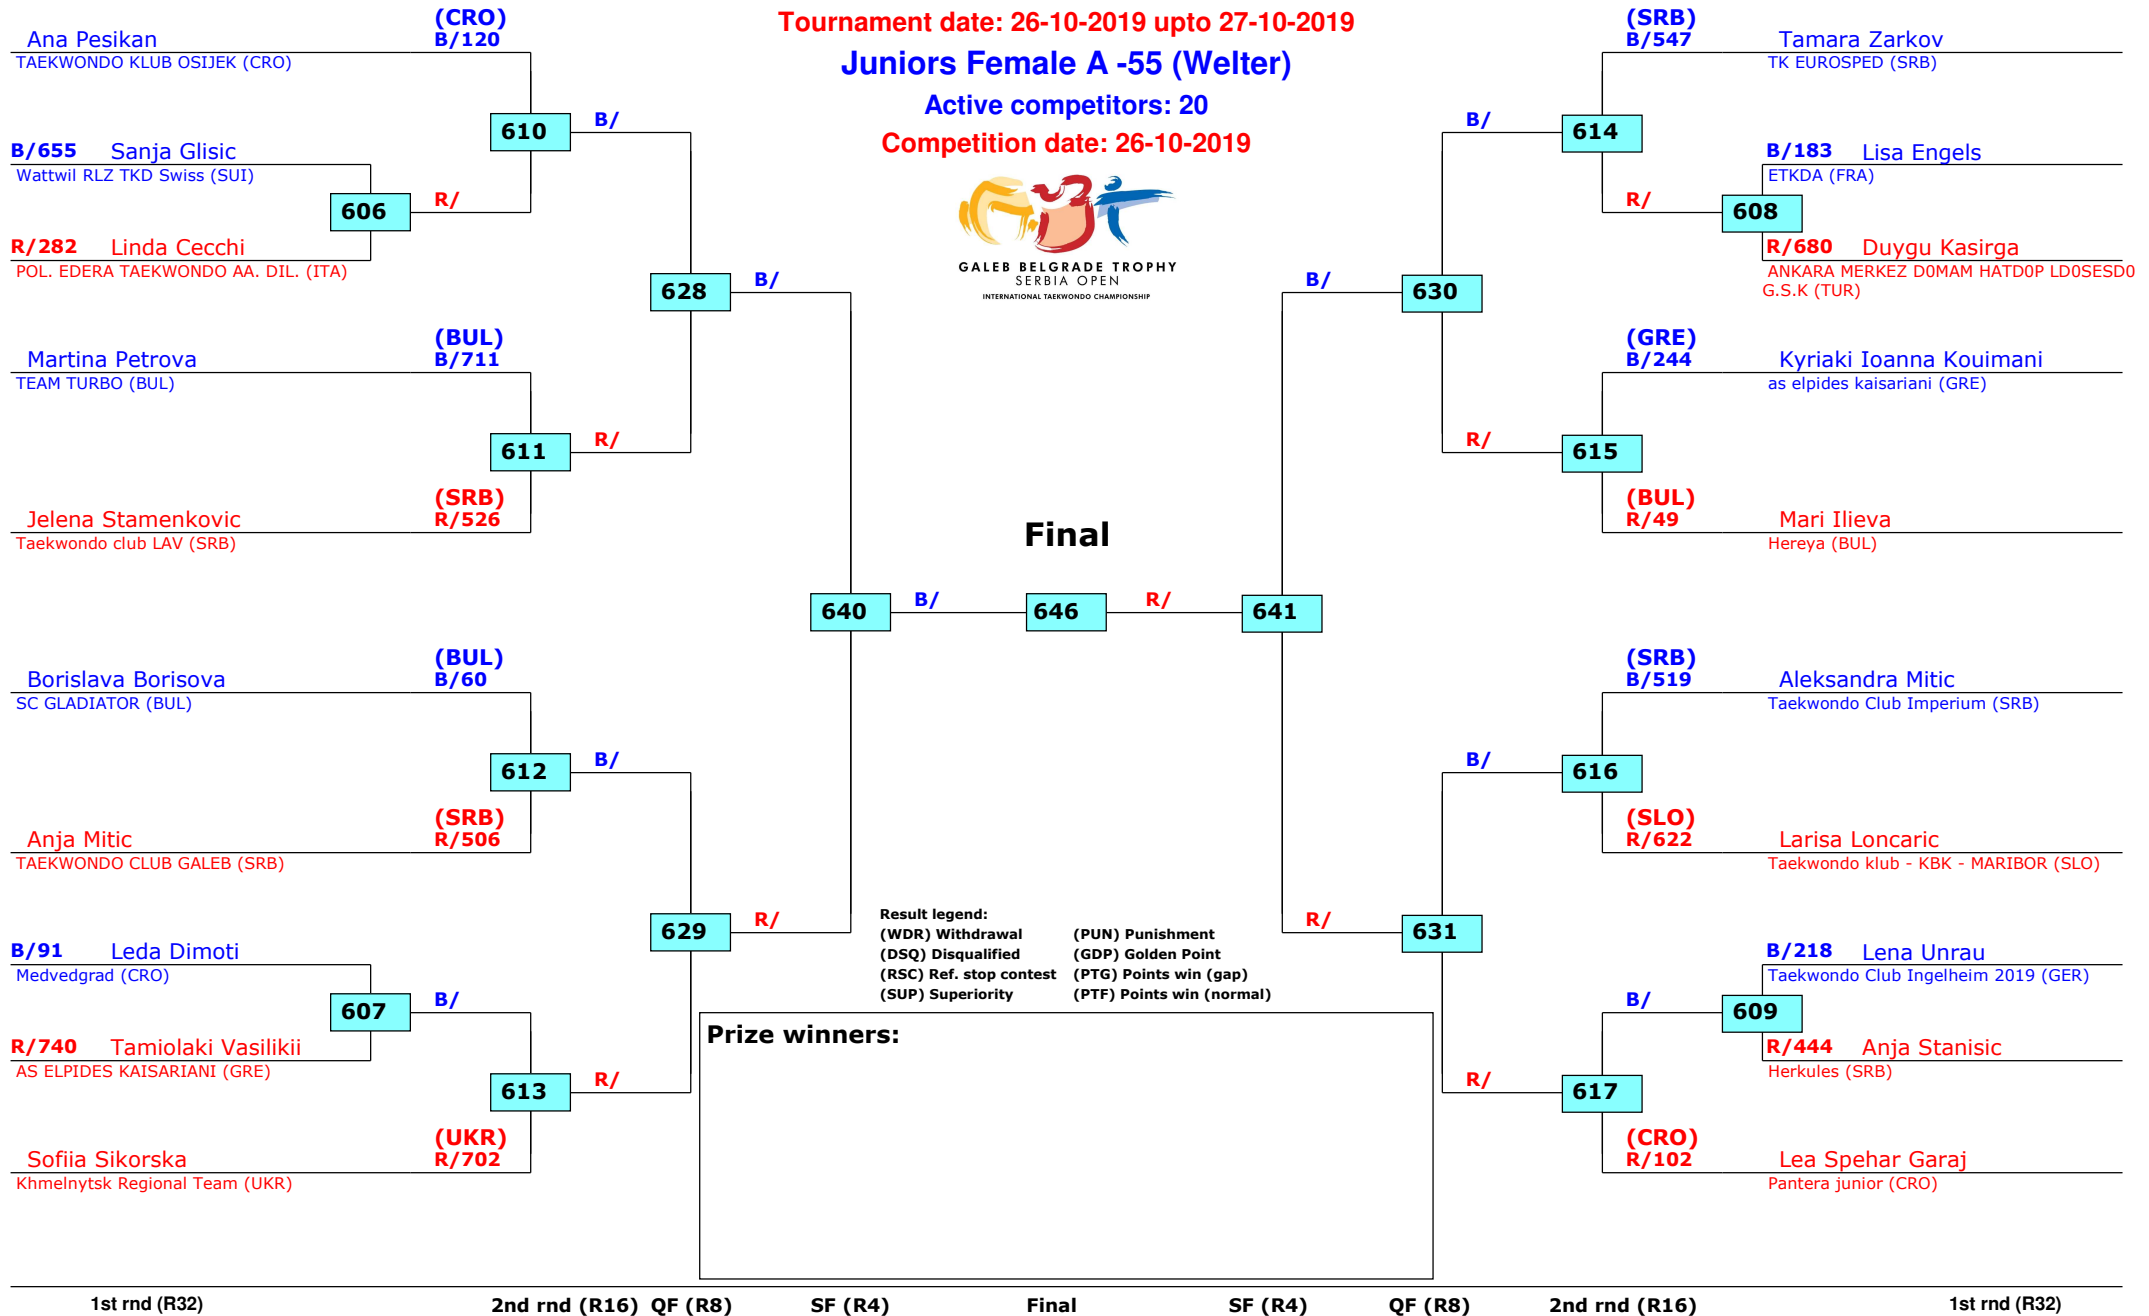 Tournament date: 26-10-2019 upto 27-10-2019
Juniors Female A -55 (Welter)
Active competitors: 20
Competition date: 26-10-2019
GALEB BELGRADE TROPHY
SERBIA OPEN
INTERNATIONAL TAEKWONDO CHAMPIONSHIP
(CRO)
Ana Pesikan B/120
TAEKWONDO KLUB OSIJEK (CRO)
610 B/
B/655 Sanja Glisic
Wattwil RLZ TKD Swiss (SUI)
606 R/
R/282 Linda Cecchi
POL. EDERA TAEKWONDO AA. DIL. (ITA)
628 B/
(BUL)
Martina Petrova B/711
TEAM TURBO (BUL)
611 R/
(SRB)
Jelena Stamenkovic R/526
Taekwondo club LAV (SRB)
640 B/
(BUL)
Borislava Borisova B/60
SC GLADIATOR (BUL)
612 B/
(SRB)
Anja Mitic R/506
TAEKWONDO CLUB GALEB (SRB)
629 R/
B/91 Leda Dimoti
Medvedgrad (CRO)
607 B/
R/740 Tamiolaki Vasilikii
AS ELPIDES KAISARIANI (GRE)
613 R/
(UKR)
Sofiia Sikorska R/702
Khmelnytsk Regional Team (UKR)
Final
646
(SRB)
B/547 Tamara Zarkov
TK EUROSPED (SRB)
B/ 614
B/183 Lisa Engels
ETKDA (FRA)
R/ 608
R/680 Duygu Kasirga
ANKARA MERKEZ D0MAM HATD0P LD0SESD0
G.S.K (TUR)
B/ 630
(GRE)
B/244 Kyriaki Ioanna Kouimani
as elpides kaisariani (GRE)
R/ 615
(BUL)
R/49 Mari Ilieva
Hereya (BUL)
R/ 641
(SRB)
B/519 Aleksandra Mitic
Taekwondo Club Imperium (SRB)
B/ 616
(SLO)
R/622 Larisa Loncaric
Taekwondo klub - KBK - MARIBOR (SLO)
R/ 631
B/218 Lena Unrau
Taekwondo Club Ingelheim 2019 (GER)
B/ 609
R/444 Anja Stanisic
Herkules (SRB)
R/ 617
(CRO)
R/102 Lea Spehar Garaj
Pantera junior (CRO)
Result legend:
(WDR) Withdrawal (PUN) Punishment
(DSQ) Disqualified (GDP) Golden Point
(RSC) Ref. stop contest (PTG) Points win (gap)
(SUP) Superiority (PTF) Points win (normal)
Prize winners:
1st rnd (R32) 2nd rnd (R16) QF (R8) SF (R4) Final SF (R4) QF (R8) 2nd rnd (R16) 1st rnd (R32)